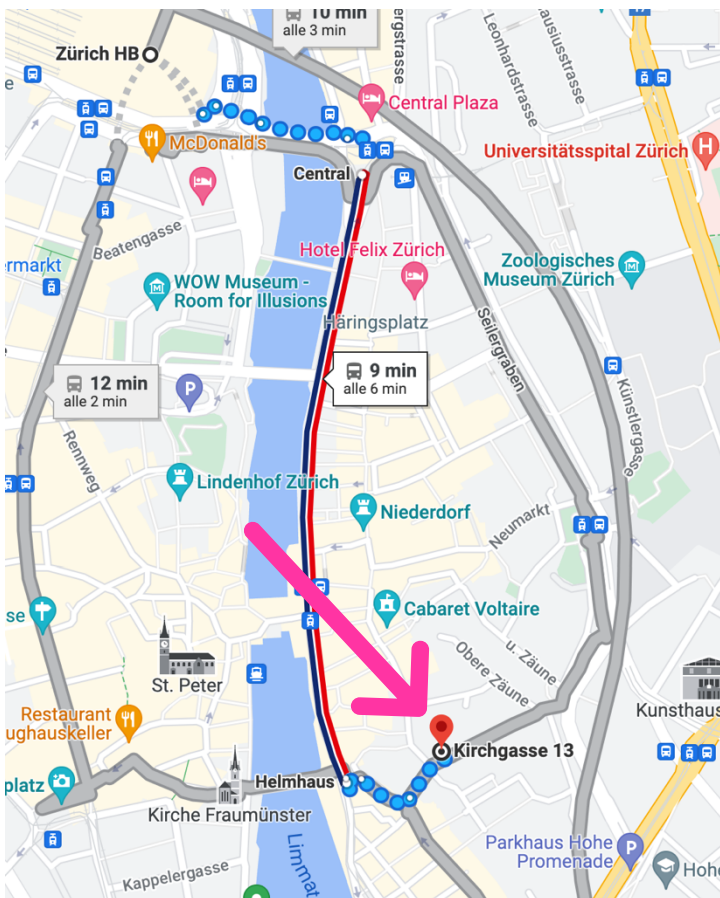 10 min
alle 3 min
Zürich HB
Leonhardstrasse
Central Plaza
McDonald's
Universitätsspital Zürich
Central
Beatengasse
Hotel Felix Zürich
Zoologisches
Museum Zürich
WOW Museum -
Room for Illusions
Häringsplatz
Seilergraben
9 min
alle 6 min
12 min
alle 2 min
P
Künstlergasse
Rennweg
Lindenhof Zürich
Niederdorf
Neumarkt
Cabaret Voltaire
u. Zäune
Obere Zäune
St. Peter
Restaurant
Kunsthaus
Kirchgasse 13
Helmhaus
Kirche Fraumünster
Limmat
Parkhaus Hohe
Promenade
P
Kappelergasse
H